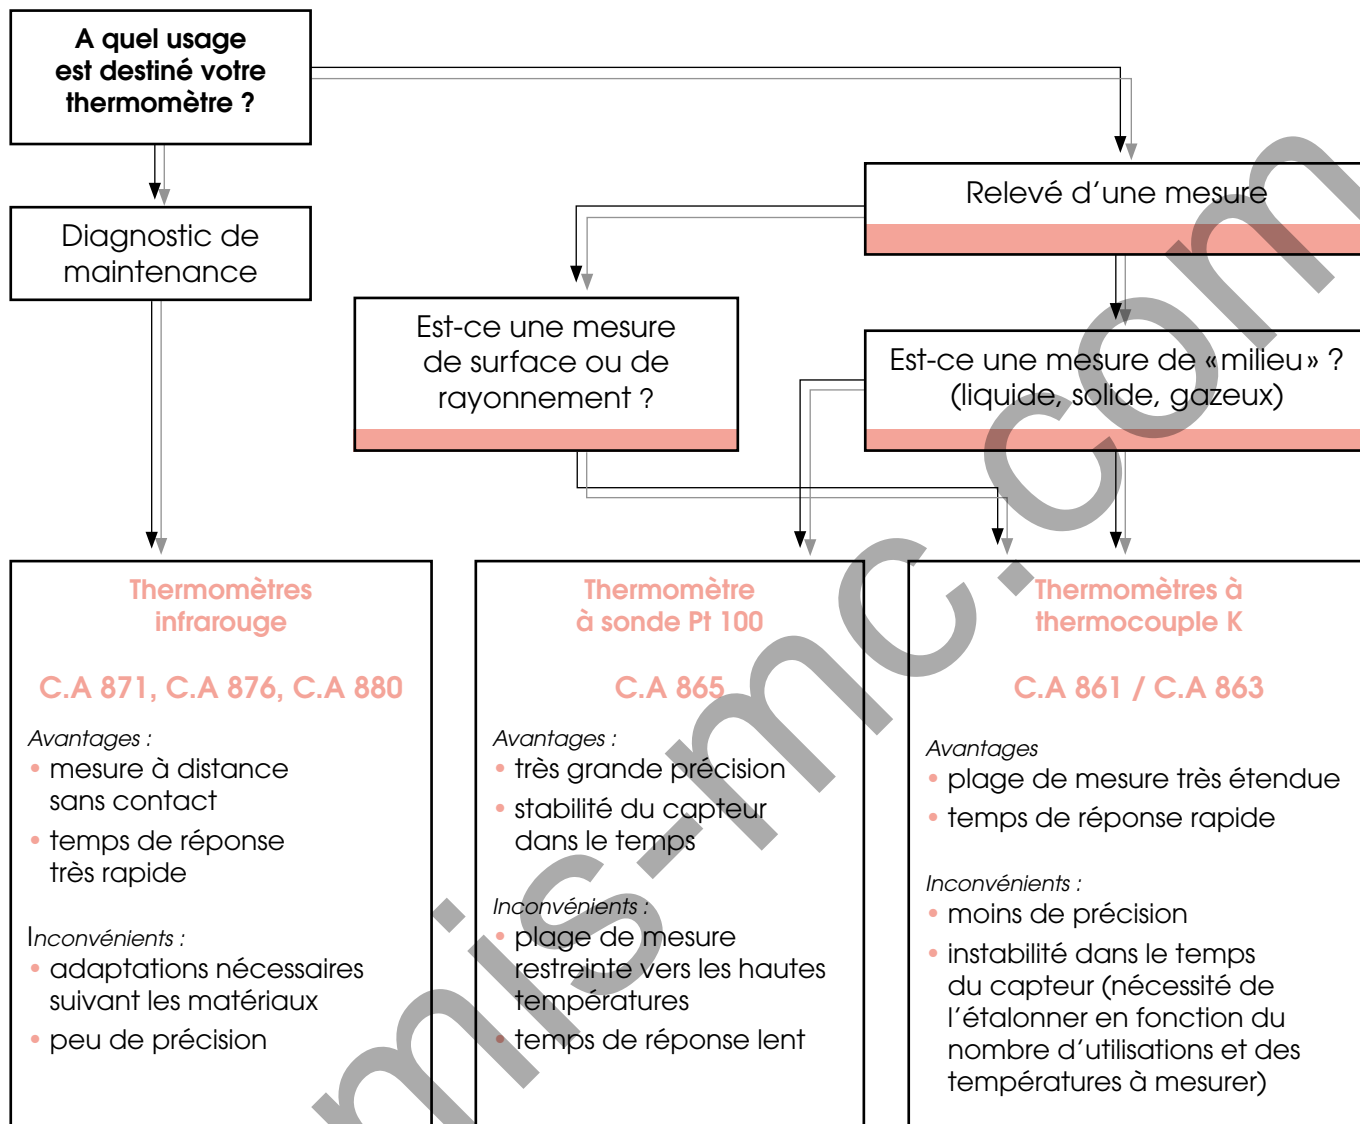 A quel usage
est destiné votre
thermomètre ?
Relevé d'une mesure
Diagnostic de
maintenance
Est-ce une mesure
de surface ou de
rayonnement ?
Est-ce une mesure de «milieu» ?
(liquide, solide, gazeux)
Thermomètres
infrarouge
C.A 871, C.A 876, C.A 880
Avantages :
• mesure à distance
sans contact
• temps de réponse
très rapide
Inconvénients :
• adaptations nécessaires
suivant les matériaux
• peu de précision
Thermomètre
à sonde Pt 100
C.A 865
Avantages :
• très grande précision
• stabilité du capteur
dans le temps
Inconvénients :
• plage de mesure
restreinte vers les hautes
températures
• temps de réponse lent
Thermomètres à
thermocouple K
C.A 861 / C.A 863
Avantages
• plage de mesure très étendue
• temps de réponse rapide
Inconvénients :
• moins de précision
• instabilité dans le temps
du capteur (nécessité de
l'étalonner en fonction du
nombre d'utilisations et des
températures à mesurer)
mis-mc.com